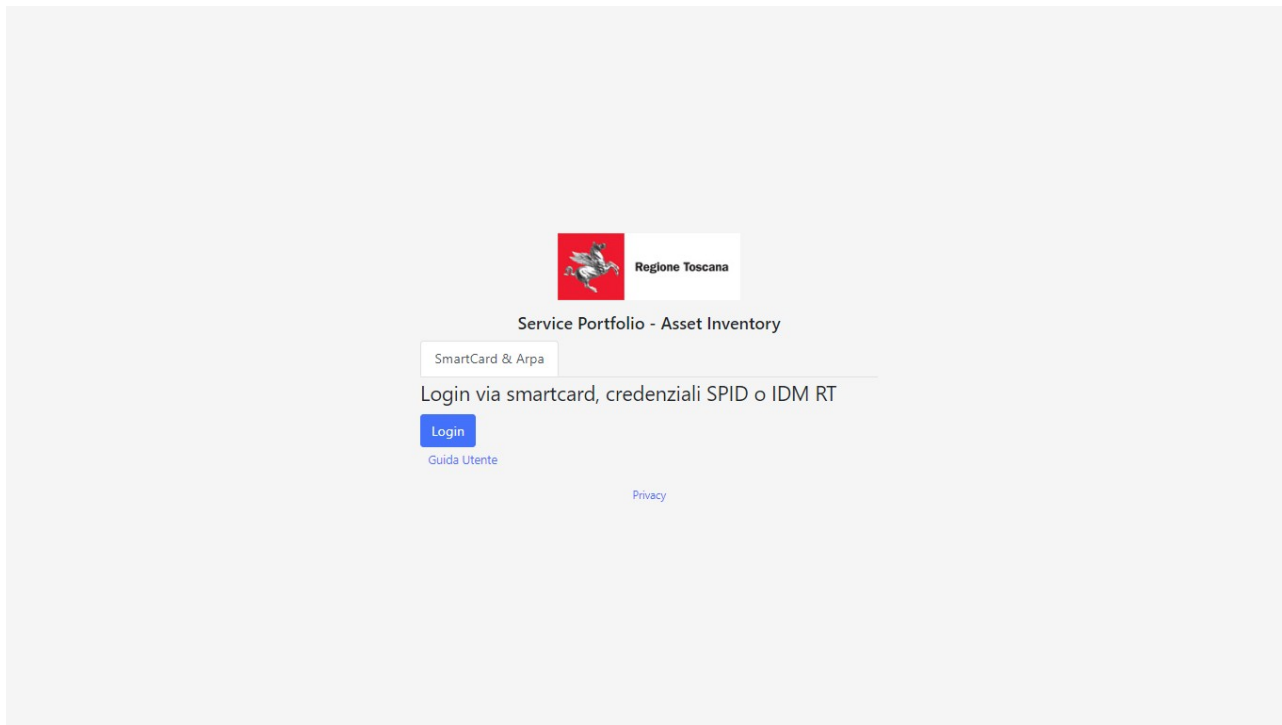 Regione Toscana
Service Portfolio - Asset Inventory
SmartCard & Arpa
Login via smartcard, credenziali SPID o IDM RT
Login
Guida Utente
Privacy